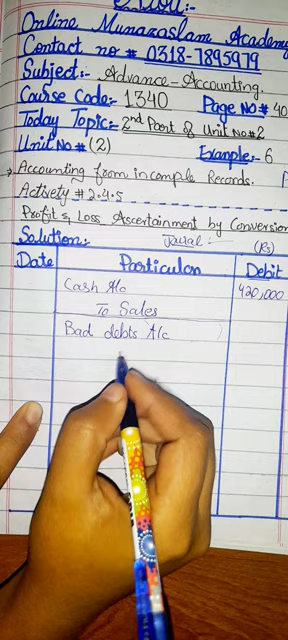 Online Munazaslam Academy
Contact no # 0318-7895979
Subject:- Advance-Accounting.
Course Code:- 1340 Page No # 40
Today Topic:- 2nd Part of Unit No#2
Unit No# (2) Example:- 6
Accounting from incomple Records.
Activity # 2.4.5
Profit & Loss Ascertainment by Conversion
Solution:- (Rs)
Date Particulars Debit
Cash A/c 420,000
To Sales
Bad debts A/c